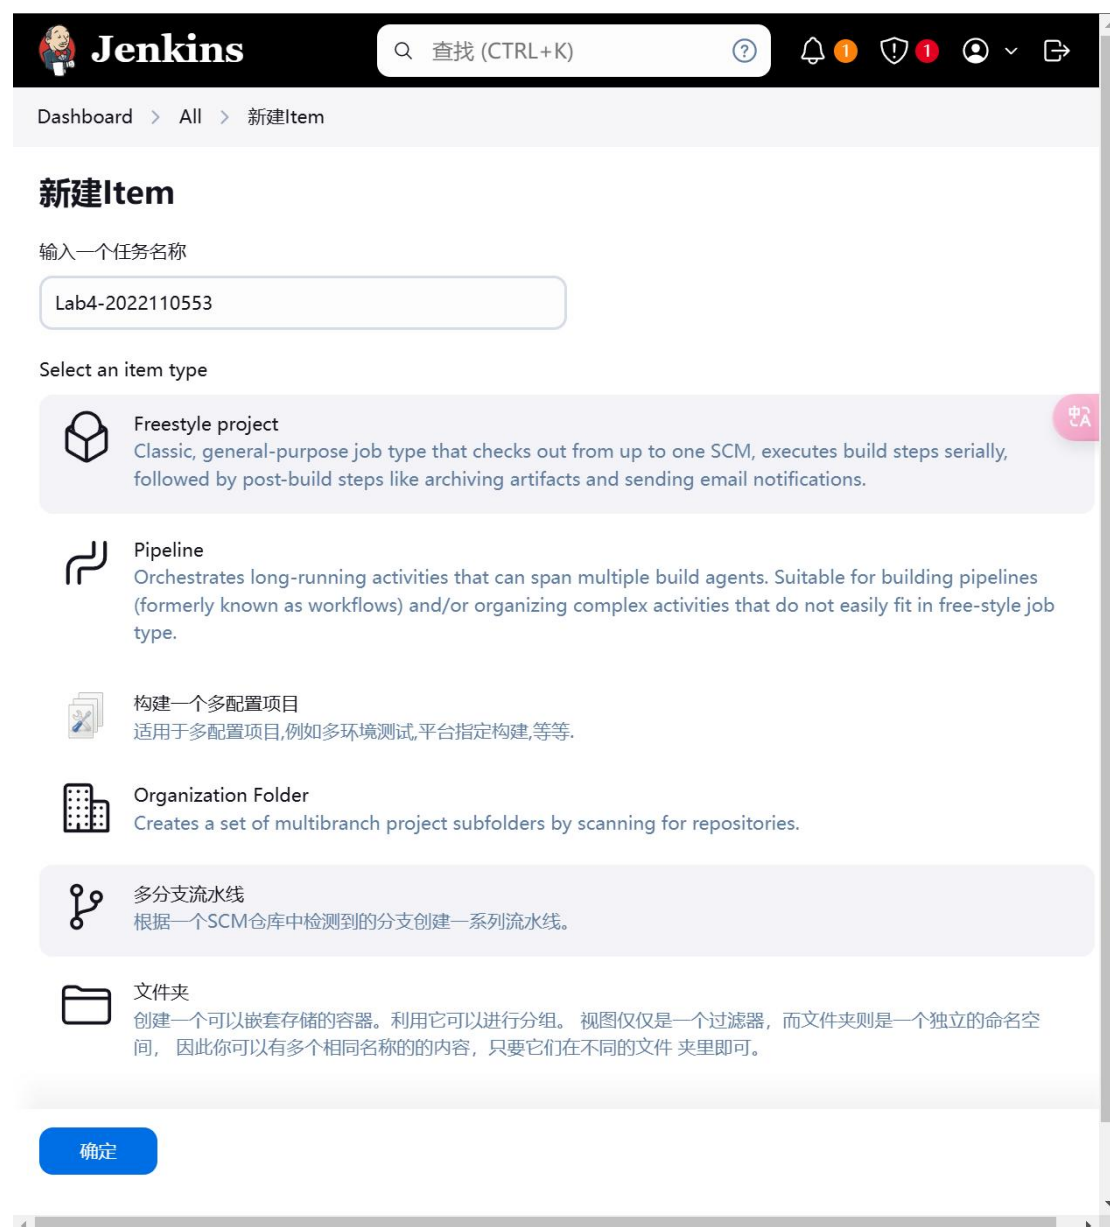 Jenkins
查找 (CTRL+K)
?
1
1
Dashboard > All > 新建Item
新建Item
输入一个任务名称
Lab4-2022110553
Select an item type
Freestyle project
Classic, general-purpose job type that checks out from up to one SCM, executes build steps serially,
followed by post-build steps like archiving artifacts and sending email notifications.
中A
Pipeline
Orchestrates long-running activities that can span multiple build agents. Suitable for building pipelines
(formerly known as workflows) and/or organizing complex activities that do not easily fit in free-style job
type.
构建一个多配置项目
适用于多配置项目,例如多环境测试,平台指定构建,等等.
Organization Folder
Creates a set of multibranch project subfolders by scanning for repositories.
多分支流水线
根据一个SCM仓库中检测到的分支创建一系列流水线。
文件夹
创建一个可以嵌套存储的容器。利用它可以进行分组。 视图仅仅是一个过滤器，而文件夹则是一个独立的命名空
间， 因此你可以有多个相同名称的的内容，只要它们在不同的文件 夹里即可。
确定